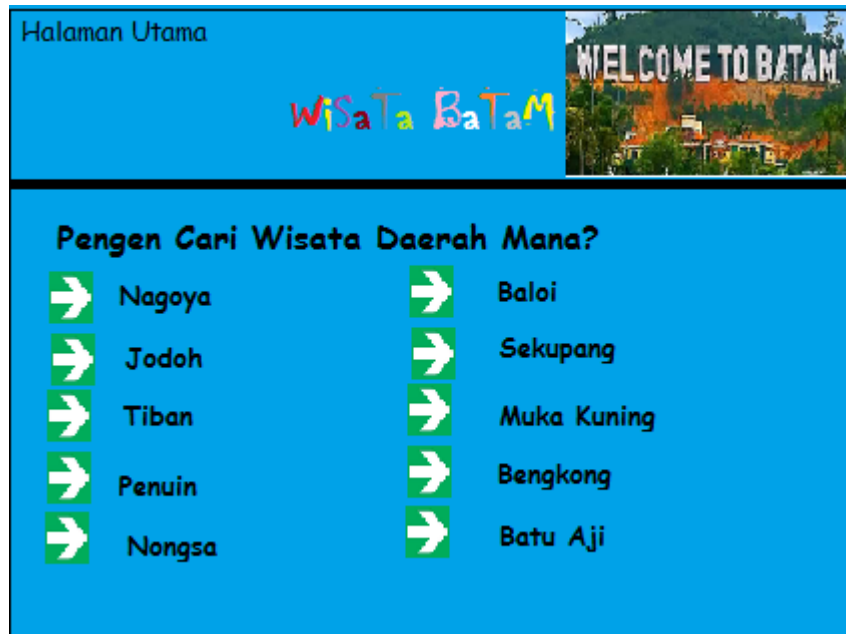 Halaman Utama
WELCOME TO BATAM
WiSaTa BaTaM
Pengen Cari Wisata Daerah Mana?
Nagoya
Jodoh
Tiban
Penuin
Nongsa
Baloi
Sekupang
Muka Kuning
Bengkong
Batu Aji